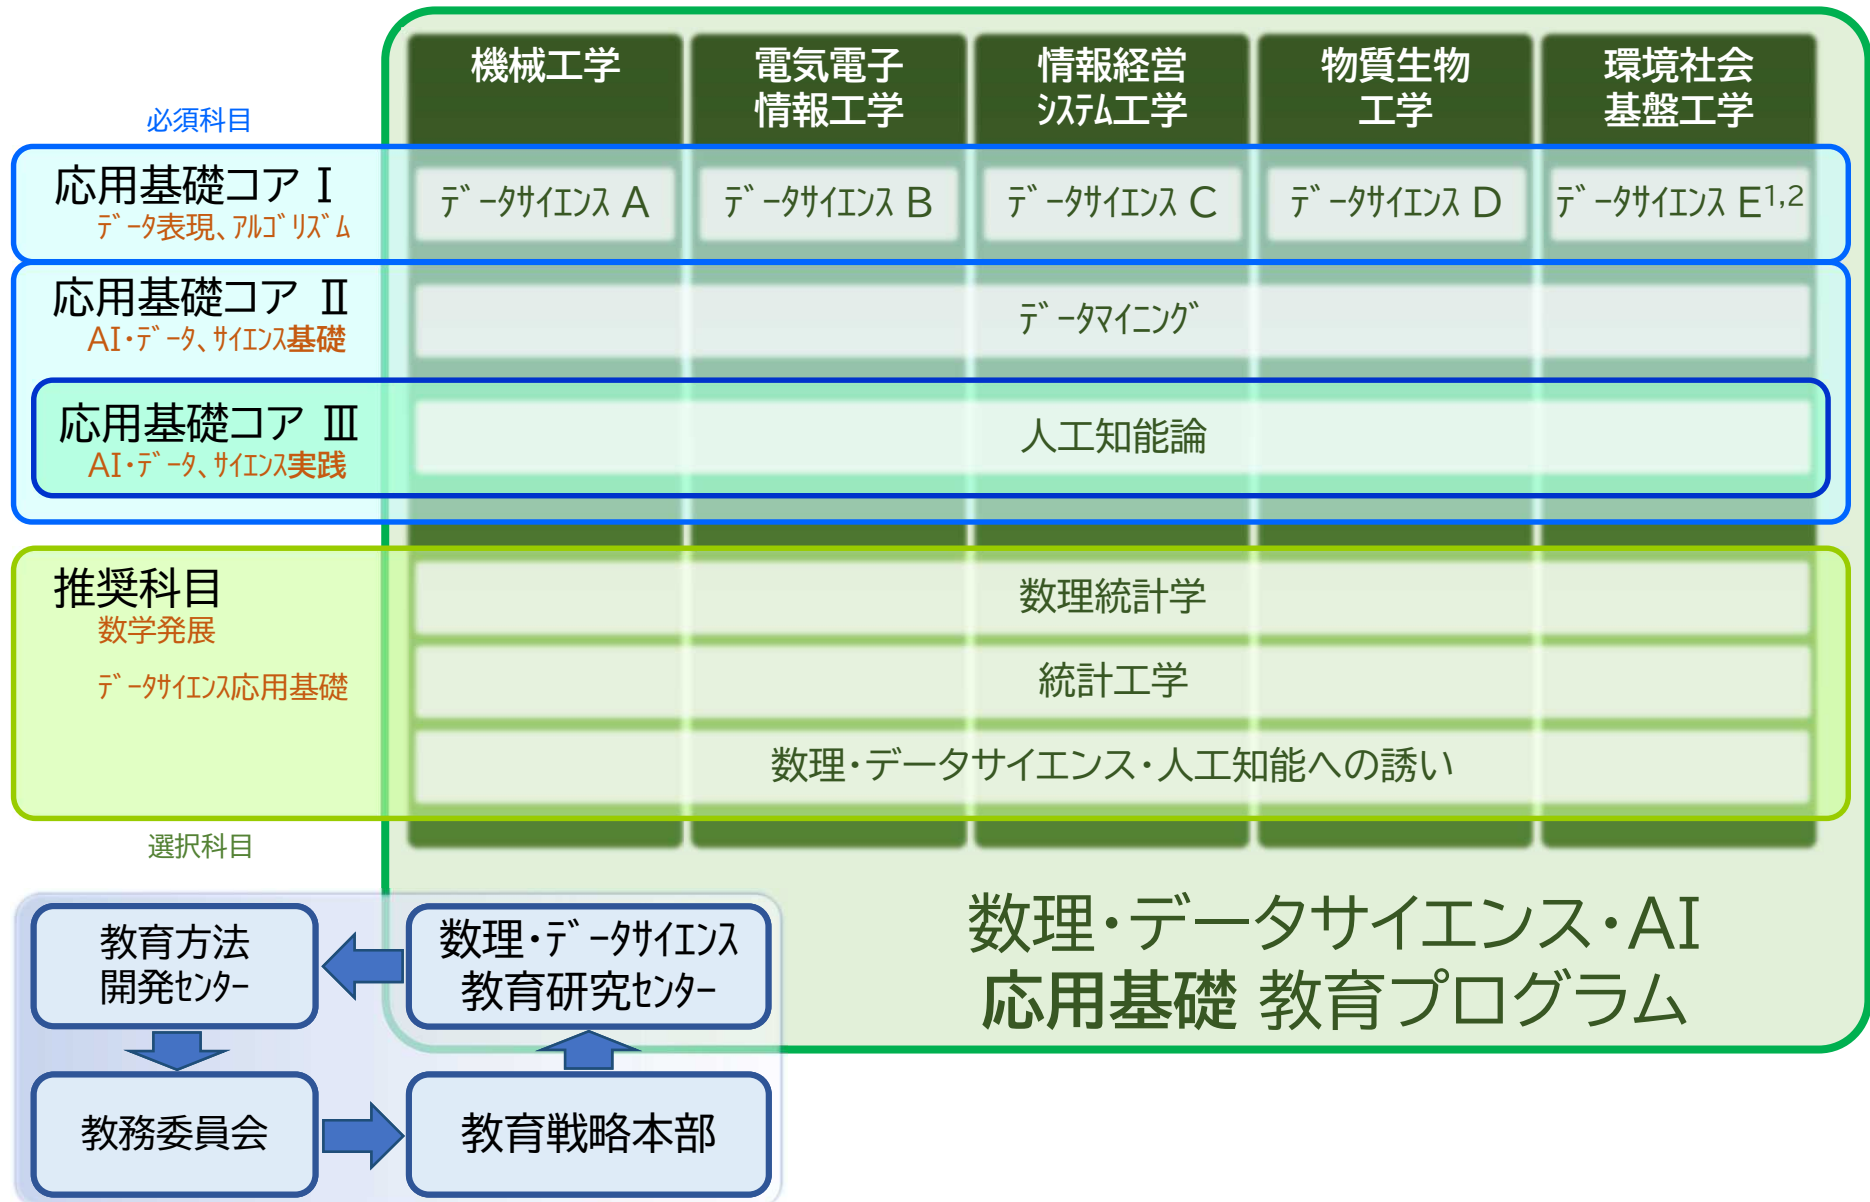 機械工学
電気電子
情報工学
情報経営
ｼｽﾃﾑ工学
物質生物
工学
環境社会
基盤工学
必須科目
応用基礎コア Ⅰ
ﾃﾞｰﾀ表現、ｱﾙｺﾞﾘｽﾞﾑ
ﾃﾞｰﾀｻｲｴﾝｽ A
ﾃﾞｰﾀｻｲｴﾝｽ B
ﾃﾞｰﾀｻｲｴﾝｽ C
ﾃﾞｰﾀｻｲｴﾝｽ D
ﾃﾞｰﾀｻｲｴﾝｽ E1,2
応用基礎コア Ⅱ
AI・ﾃﾞｰﾀ、ｻｲｴﾝｽ基礎
ﾃﾞｰﾀﾏｲﾆﾝｸﾞ
応用基礎コア Ⅲ
AI・ﾃﾞｰﾀ、ｻｲｴﾝｽ実践
人工知能論
推奨科目
数学発展
ﾃﾞｰﾀｻｲｴﾝｽ応用基礎
数理統計学
統計工学
数理・データサイエンス・人工知能への誘い
選択科目
数理・データサイエンス・AI
応用基礎 教育プログラム
教育方法
開発ｾﾝﾀｰ
数理・ﾃﾞｰﾀｻｲｴﾝｽ
教育研究ｾﾝﾀｰ
教務委員会
教育戦略本部